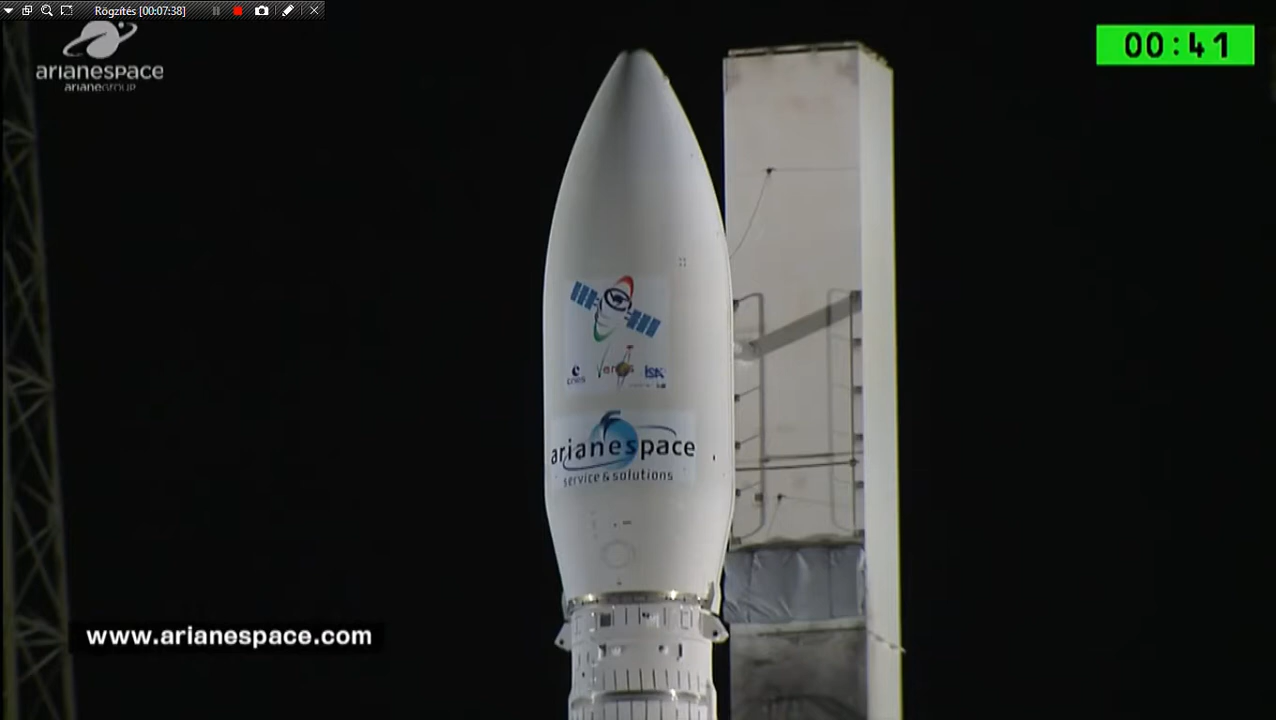 Rögzítés [00:07:38]
arianespace
arianeGROUP
00:41
cnes
Venµs
ISA
arianespace
service & solutions
www.arianespace.com